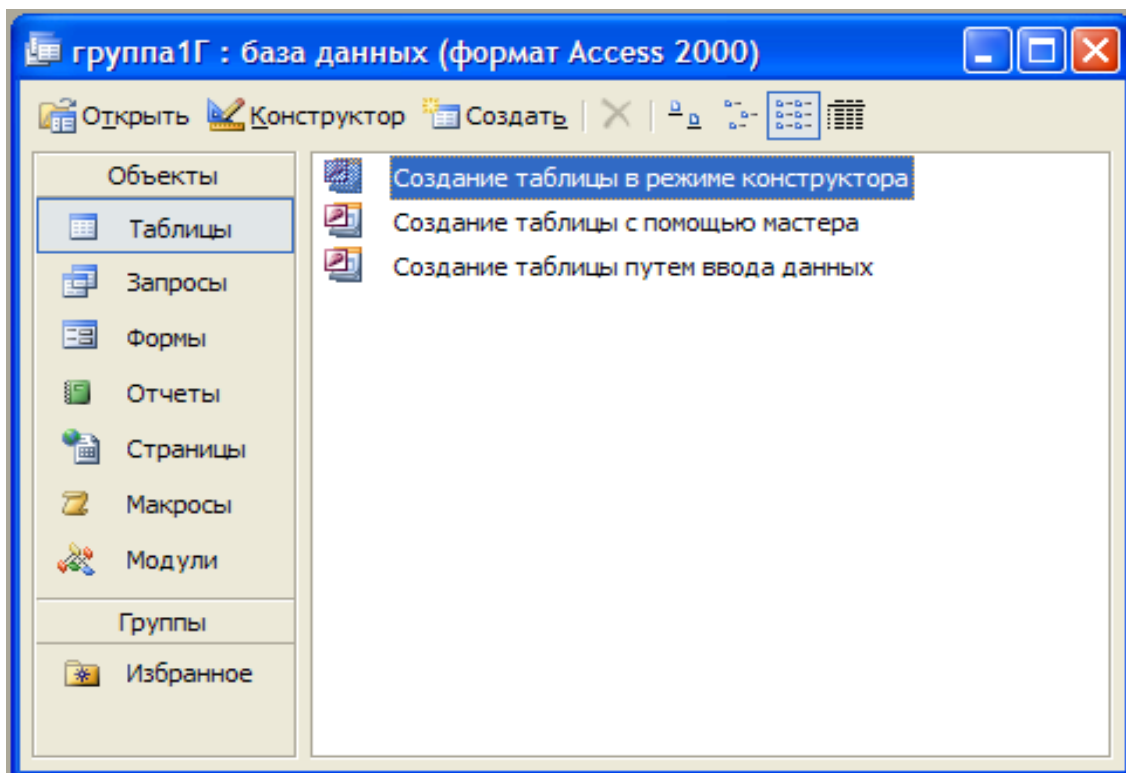 группа1Г : база данных (формат Access 2000)
Открыть Конструктор Создать
Объекты
Таблицы
Запросы
Формы
Отчеты
Страницы
Макросы
Модули
Группы
Избранное
Создание таблицы в режиме конструктора
Создание таблицы с помощью мастера
Создание таблицы путем ввода данных